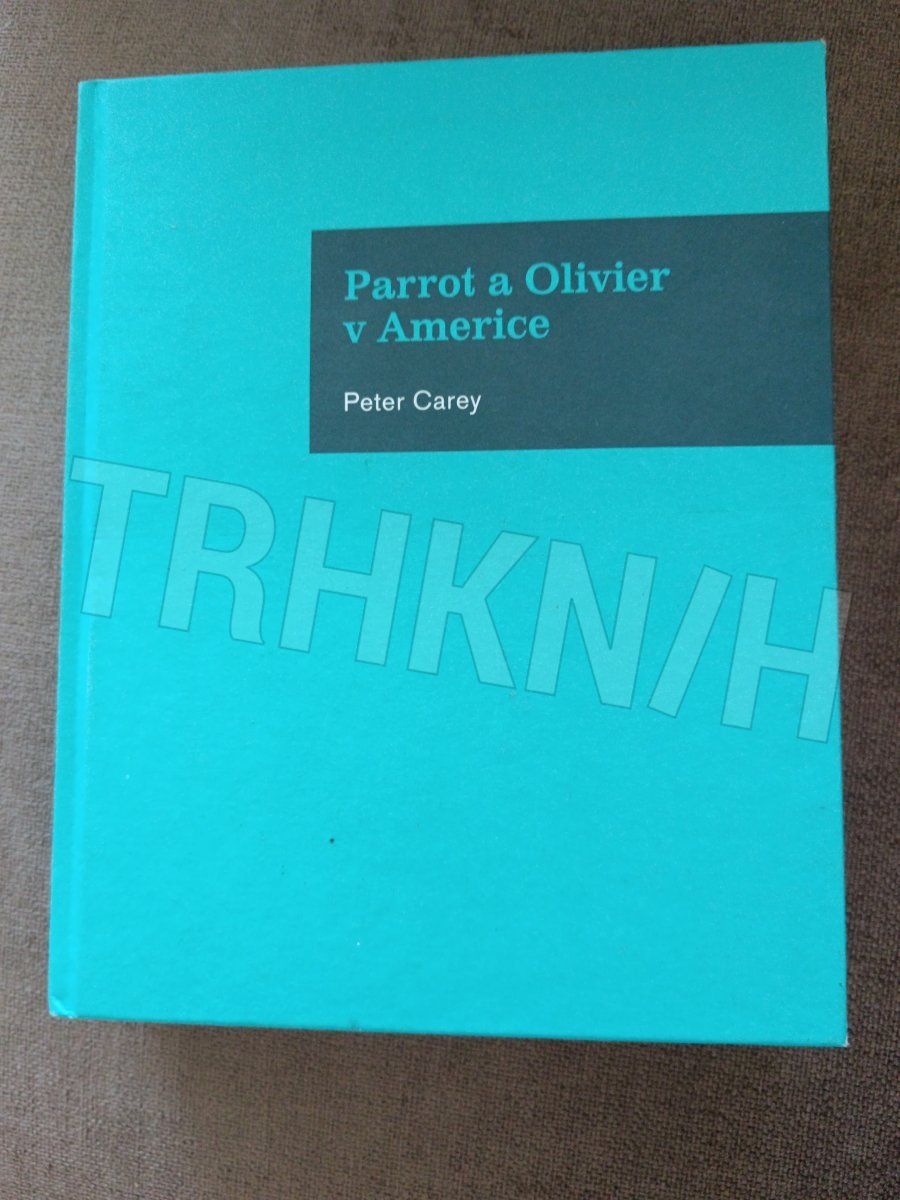 Parrot a Olivier
v Americe
Peter Carey
TRHKN/H